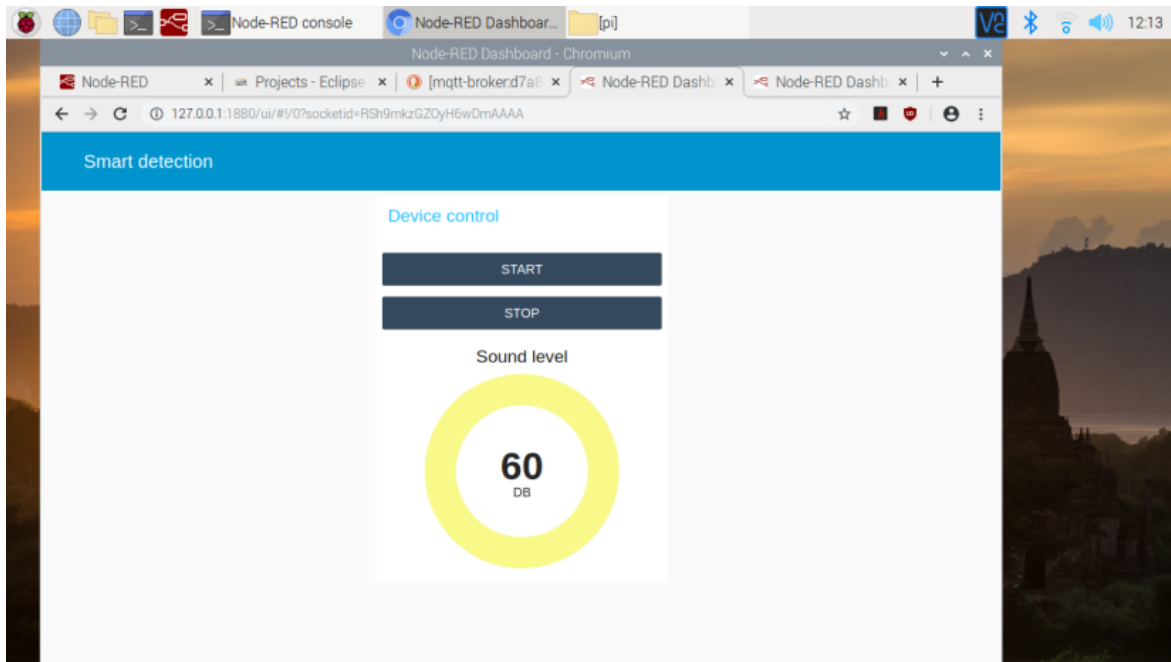 Node-RED console
Node-RED Dashboar...
[pi]
12:13
Node-RED Dashboard - Chromium
Node-RED
Projects - Eclipse
[mqtt-broker:d7a8
Node-RED Dashb
Node-RED Dashb
127.0.0.1:1880/ui/#!/0?socketid=RSh9mkzGZOyH6wDmAAAA
Smart detection
Device control
START
STOP
Sound level
60
DB